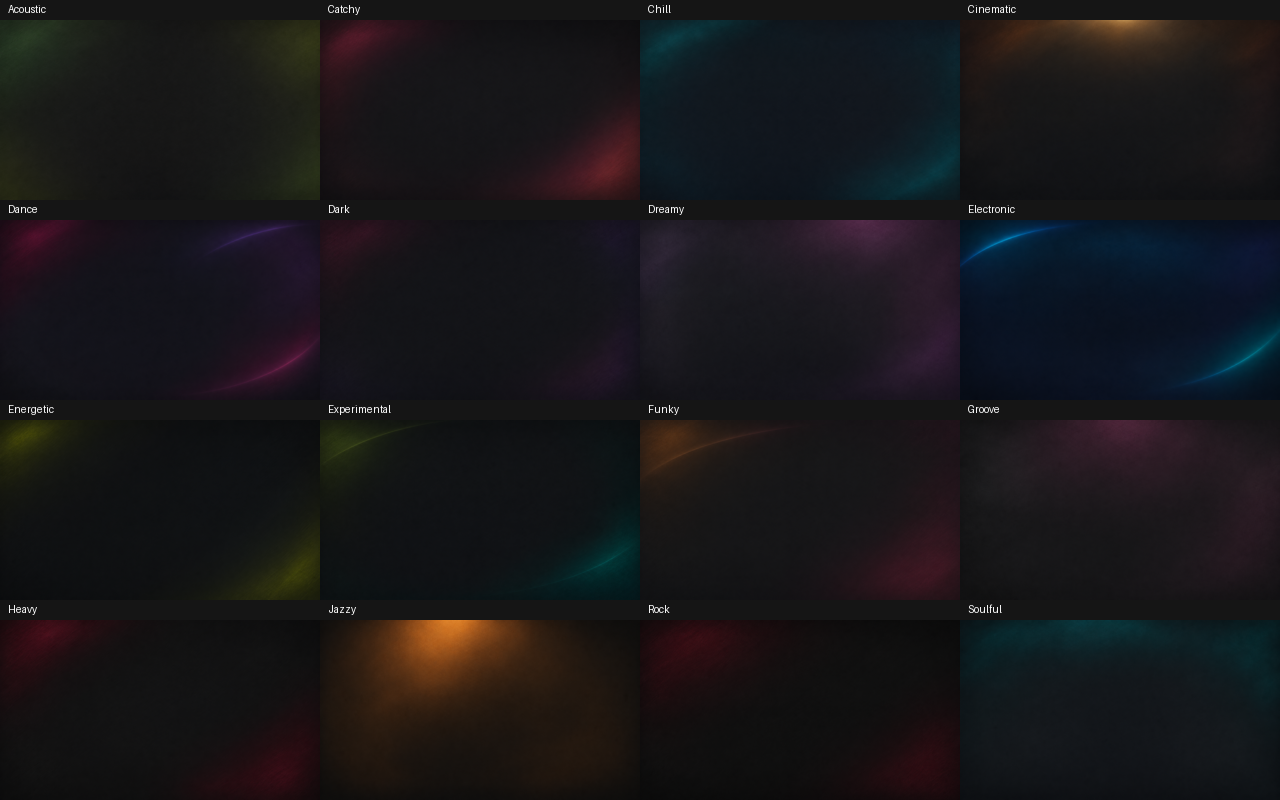 Acoustic
Catchy
Chill
Cinematic
Dance
Dark
Dreamy
Electronic
Energetic
Experimental
Funky
Groove
Heavy
Jazzy
Rock
Soulful